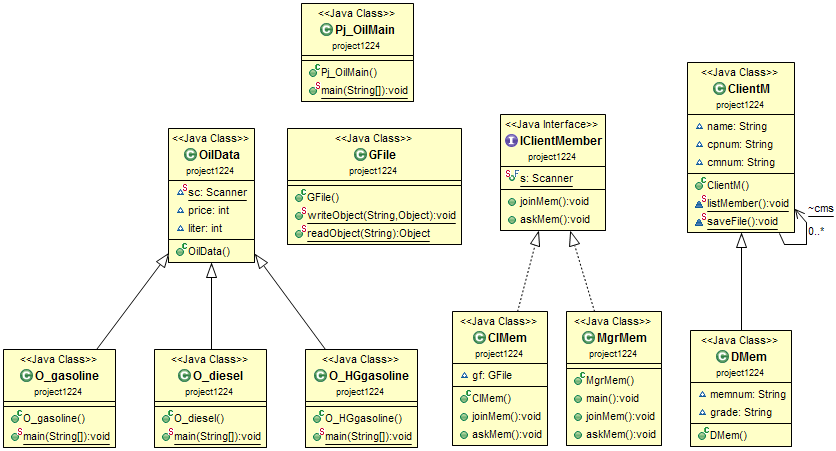 <<Java Class>>
Pj_OilMain
project1224
Pj_OilMain()
main(String[]):void
<<Java Class>>
OilData
project1224
sc: Scanner
price: int
liter: int
OilData()
<<Java Class>>
GFile
project1224
GFile()
writeObject(String,Object):void
readObject(String):Object
<<Java Interface>>
IClientMember
project1224
s: Scanner
joinMem():void
askMem():void
<<Java Class>>
ClientM
project1224
name: String
cpnum: String
cmnum: String
ClientM()
listMember():void
saveFile():void
~cms
0..*
<<Java Class>>
O_gasoline
project1224
O_gasoline()
main(String[]):void
<<Java Class>>
O_diesel
project1224
O_diesel()
main(String[]):void
<<Java Class>>
O_HGgasoline
project1224
O_HGgasoline()
main(String[]):void
<<Java Class>>
ClMem
project1224
gf: GFile
ClMem()
joinMem():void
askMem():void
<<Java Class>>
MgrMem
project1224
MgrMem()
main():void
joinMem():void
askMem():void
<<Java Class>>
DMem
project1224
memnum: String
grade: String
DMem()